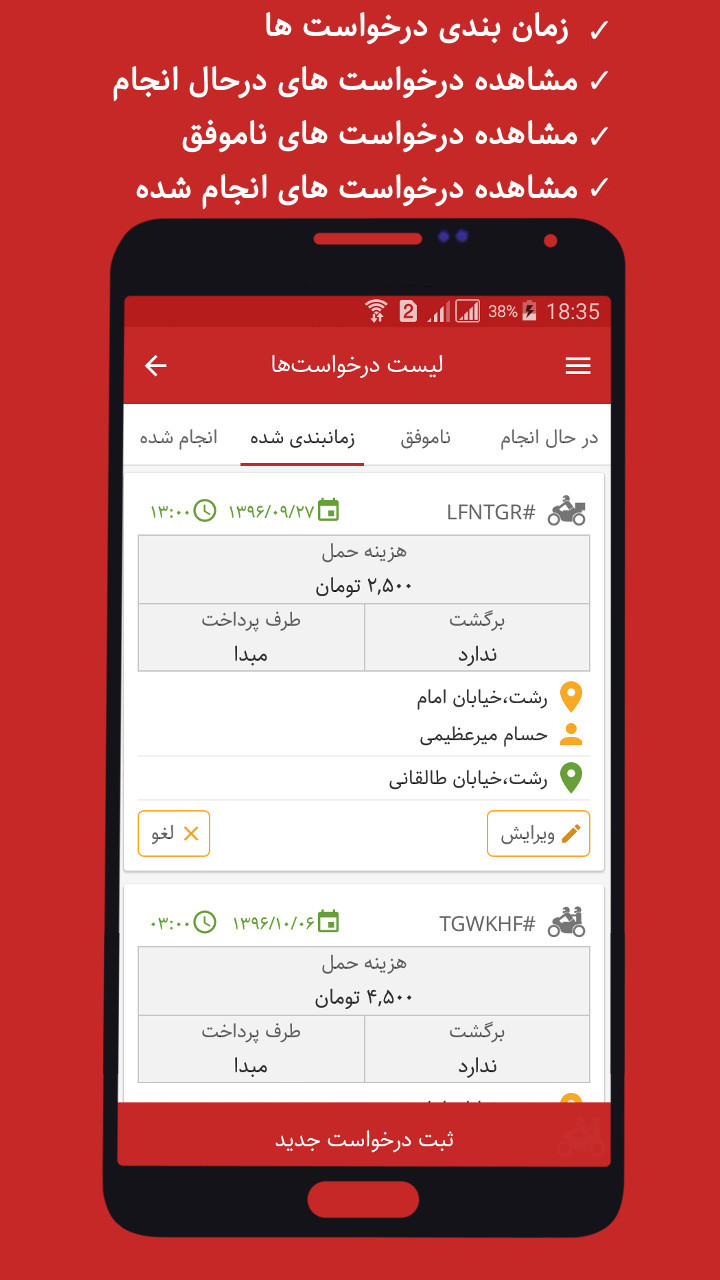 ✓ زمان بندی درخواست ها
✓ مشاهده درخواست های درحال انجام
✓ مشاهده درخواست های ناموفق
✓ مشاهده درخواست های انجام شده
2 38% 18:35
لیست درخواست‌ها
در حال انجام ناموفق زمانبندی شده انجام شده
LFNTGR# ۱۳۹۶/۰۹/۲۷ ۱۳:۰۰
هزینه حمل
۲,۵۰۰ تومان
برگشت طرف پرداخت
ندارد مبدا
رشت،خیابان امام
حسام میرعظیمی
رشت،خیابان طالقانی
ویرایش لغو
TGWKHF# ۱۳۹۶/۱۰/۰۶ ۰۳:۰۰
هزینه حمل
۴,۵۰۰ تومان
برگشت طرف پرداخت
ندارد مبدا
ثبت درخواست جدید